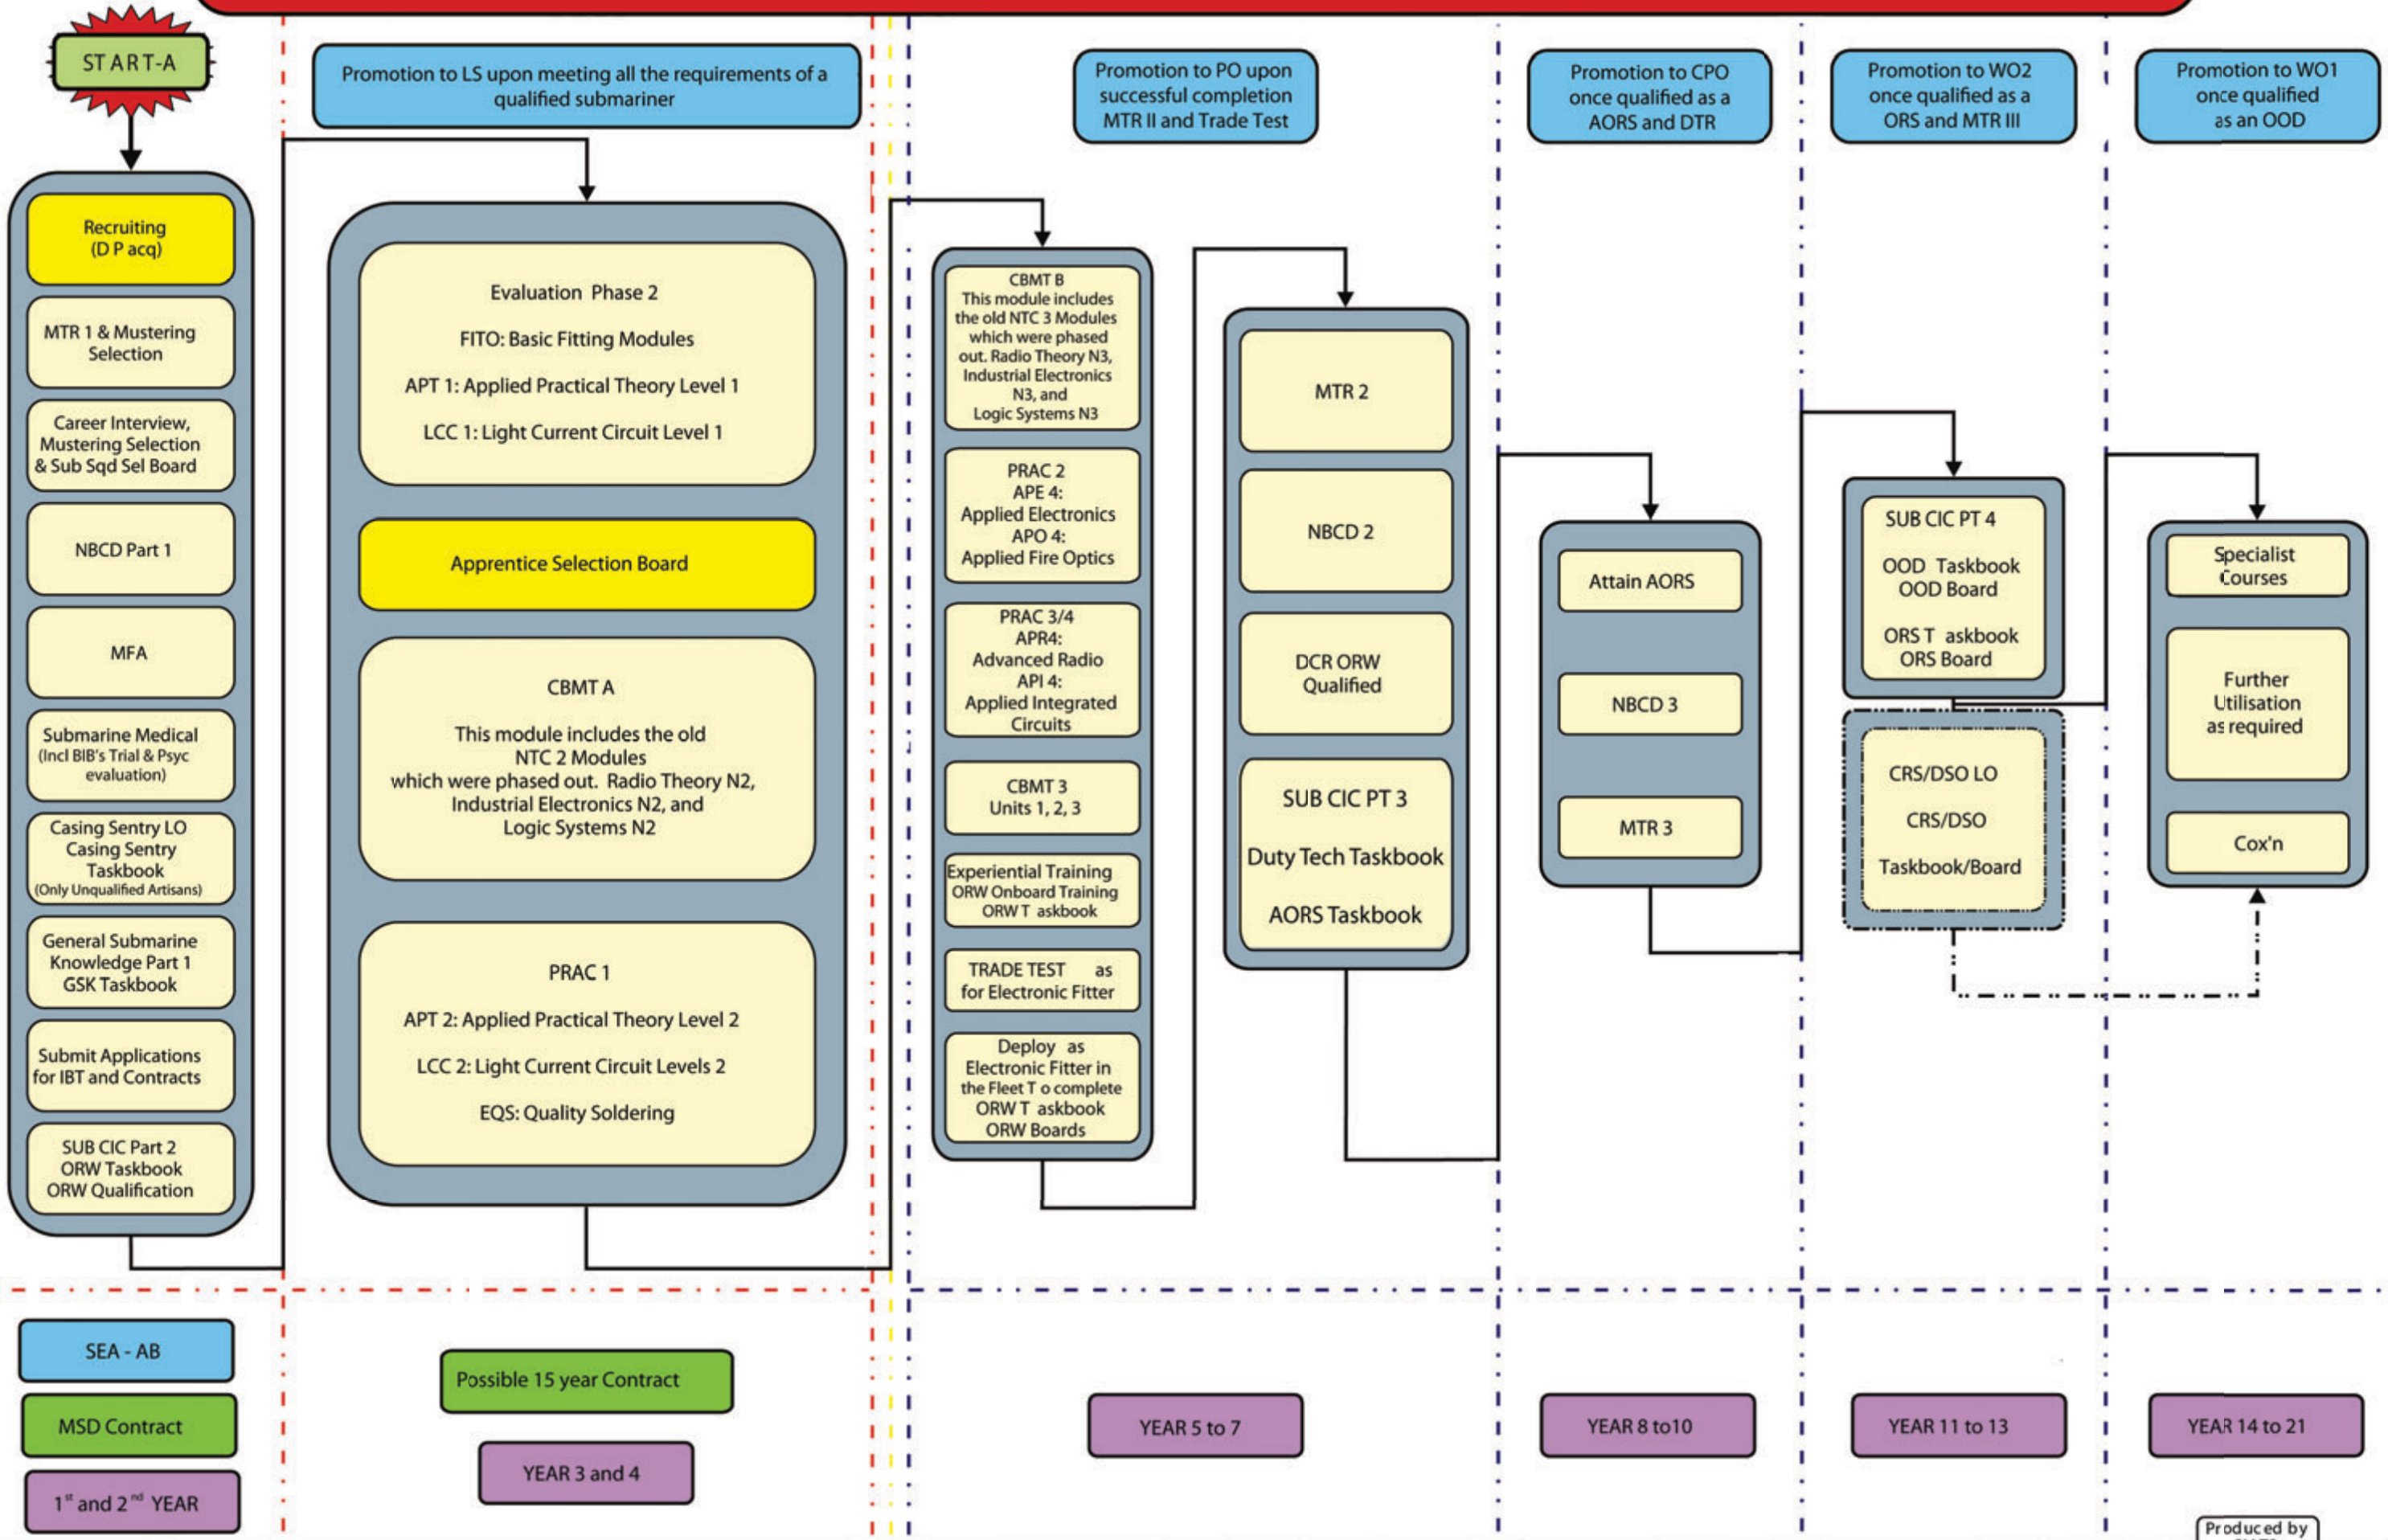 START-A
Recruiting
(D P acq)
MTR 1 & Mustering
Selection
Career Interview,
Mustering Selection
& Sub Sqd Sel Board
NBCD Part 1
MFA
Submarine Medical
(Incl BIB's Trial & Psyc
evaluation)
Casing Sentry LO
Casing Sentry
Taskbook
(Only Unqualified Artisans)
General Submarine
Knowledge Part 1
GSK Taskbook
Submit Applications
for IBT and Contracts
SUB CIC Part 2
ORW Taskbook
ORW Qualification
SEA - AB
MSD Contract
1st and 2nd YEAR
Promotion to LS upon meeting all the requirements of a
qualified submariner
Evaluation Phase 2
FITO: Basic Fitting Modules
APT 1: Applied Practical Theory Level 1
LCC 1: Light Current Circuit Level 1
Apprentice Selection Board
CBMT A
This module includes the old
NTC 2 Modules
which were phased out. Radio Theory N2,
Industrial Electronics N2, and
Logic Systems N2
PRAC 1
APT 2: Applied Practical Theory Level 2
LCC 2: Light Current Circuit Levels 2
EQS: Quality Soldering
Possible 15 year Contract
YEAR 3 and 4
Promotion to PO upon
successful completion
MTR II and Trade Test
CBMT B
This module includes
the old NTC 3 Modules
which were phased
out. Radio Theory N3,
Industrial Electronics
N3, and
Logic Systems N3
PRAC 2
APE 4:
Applied Electronics
APO 4:
Applied Fire Optics
PRAC 3/4
APR4:
Advanced Radio
API 4:
Applied Integrated
Circuits
CBMT 3
Units 1, 2, 3
Experiential Training
ORW Onboard Training
ORW T askbook
TRADE TEST as
for Electronic Fitter
Deploy as
Electronic Fitter in
the Fleet T o complete
ORW T askbook
ORW Boards
MTR 2
NBCD 2
DCR ORW
Qualified
SUB CIC PT 3
Duty Tech Taskbook
AORS Taskbook
YEAR 5 to 7
Promotion to CPO
once qualified as a
AORS and DTR
Attain AORS
NBCD 3
MTR 3
YEAR 8 to10
Promotion to WO2
once qualified as a
ORS and MTR III
SUB CIC PT 4
OOD Taskbook
OOD Board
ORS T askbook
ORS Board
CRS/DSO LO
CRS/DSO
Taskbook/Board
YEAR 11 to 13
Promotion to WO1
once qualified
as an OOD
Specialist
Courses
Further
Utilisation
as required
Cox'n
YEAR 14 to 21
Produced by